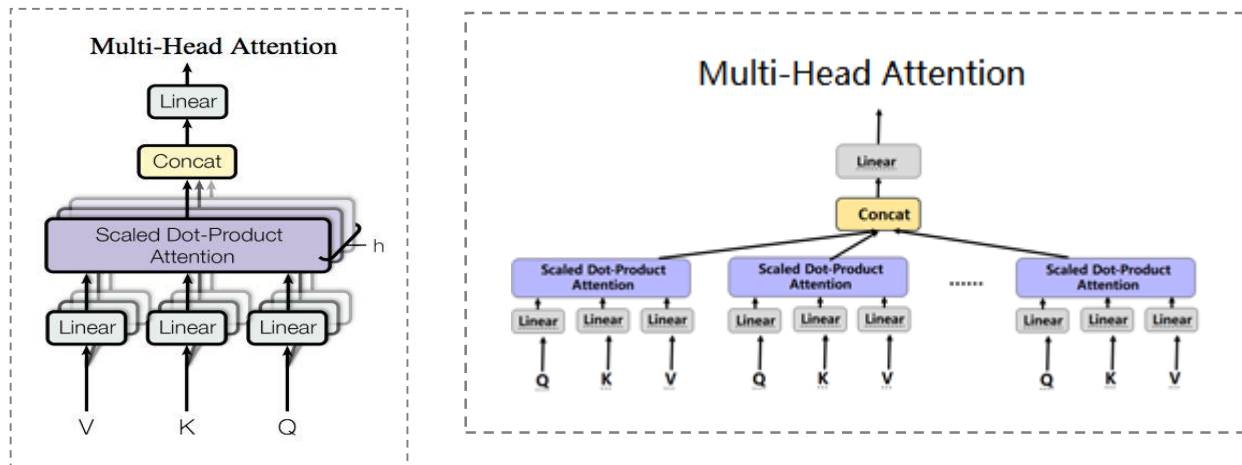 Multi-Head Attention
Linear
Concat
Scaled Dot-Product
Attention
h
Linear Linear Linear
V K Q
Multi-Head Attention
Linear
Concat
Scaled Dot-Product
Attention
Scaled Dot-Product
Attention
......
Scaled Dot-Product
Attention
Linear Linear Linear Linear Linear Linear Linear Linear Linear
Q K V Q K V Q K V